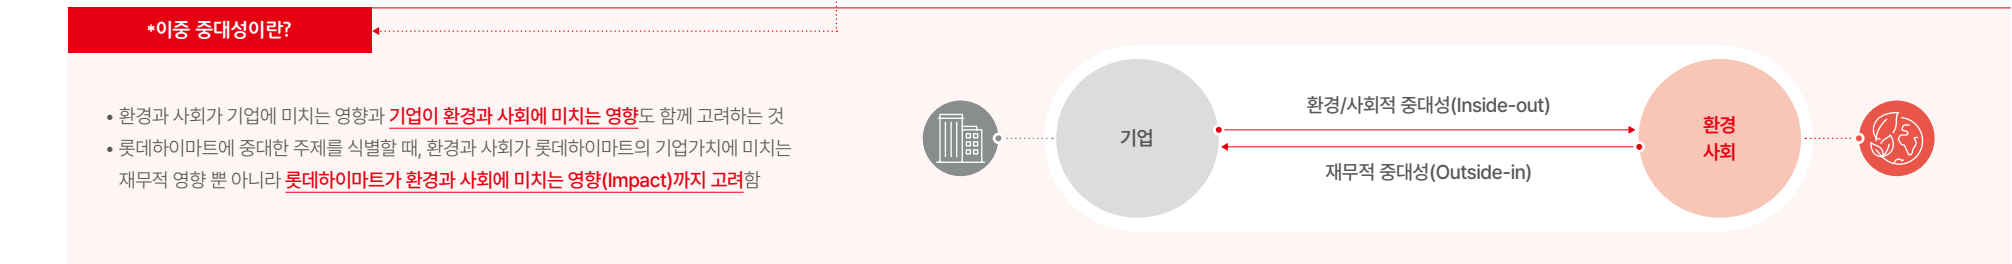 *이중 중대성이란?
• 환경과 사회가 기업에 미치는 영향과 기업이 환경과 사회에 미치는 영향도 함께 고려하는 것
• 롯데하이마트에 중대한 주제를 식별할 때, 환경과 사회가 롯데하이마트의 기업가치에 미치는
재무적 영향 뿐 아니라 롯데하이마트가 환경과 사회에 미치는 영향(Impact)까지 고려함
기업
환경/사회적 중대성(Inside-out)
재무적 중대성(Outside-in)
환경
사회